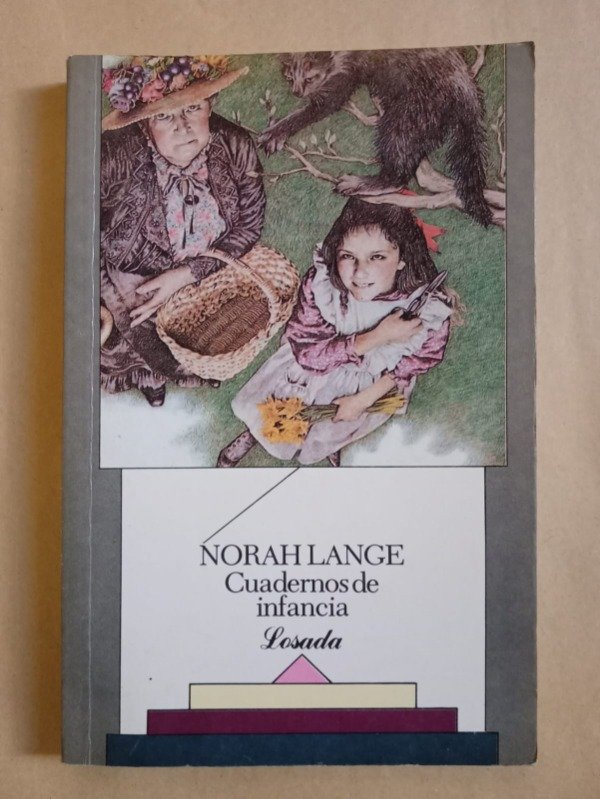 NORAH LANGE
Cuadernos de
infancia
Losada